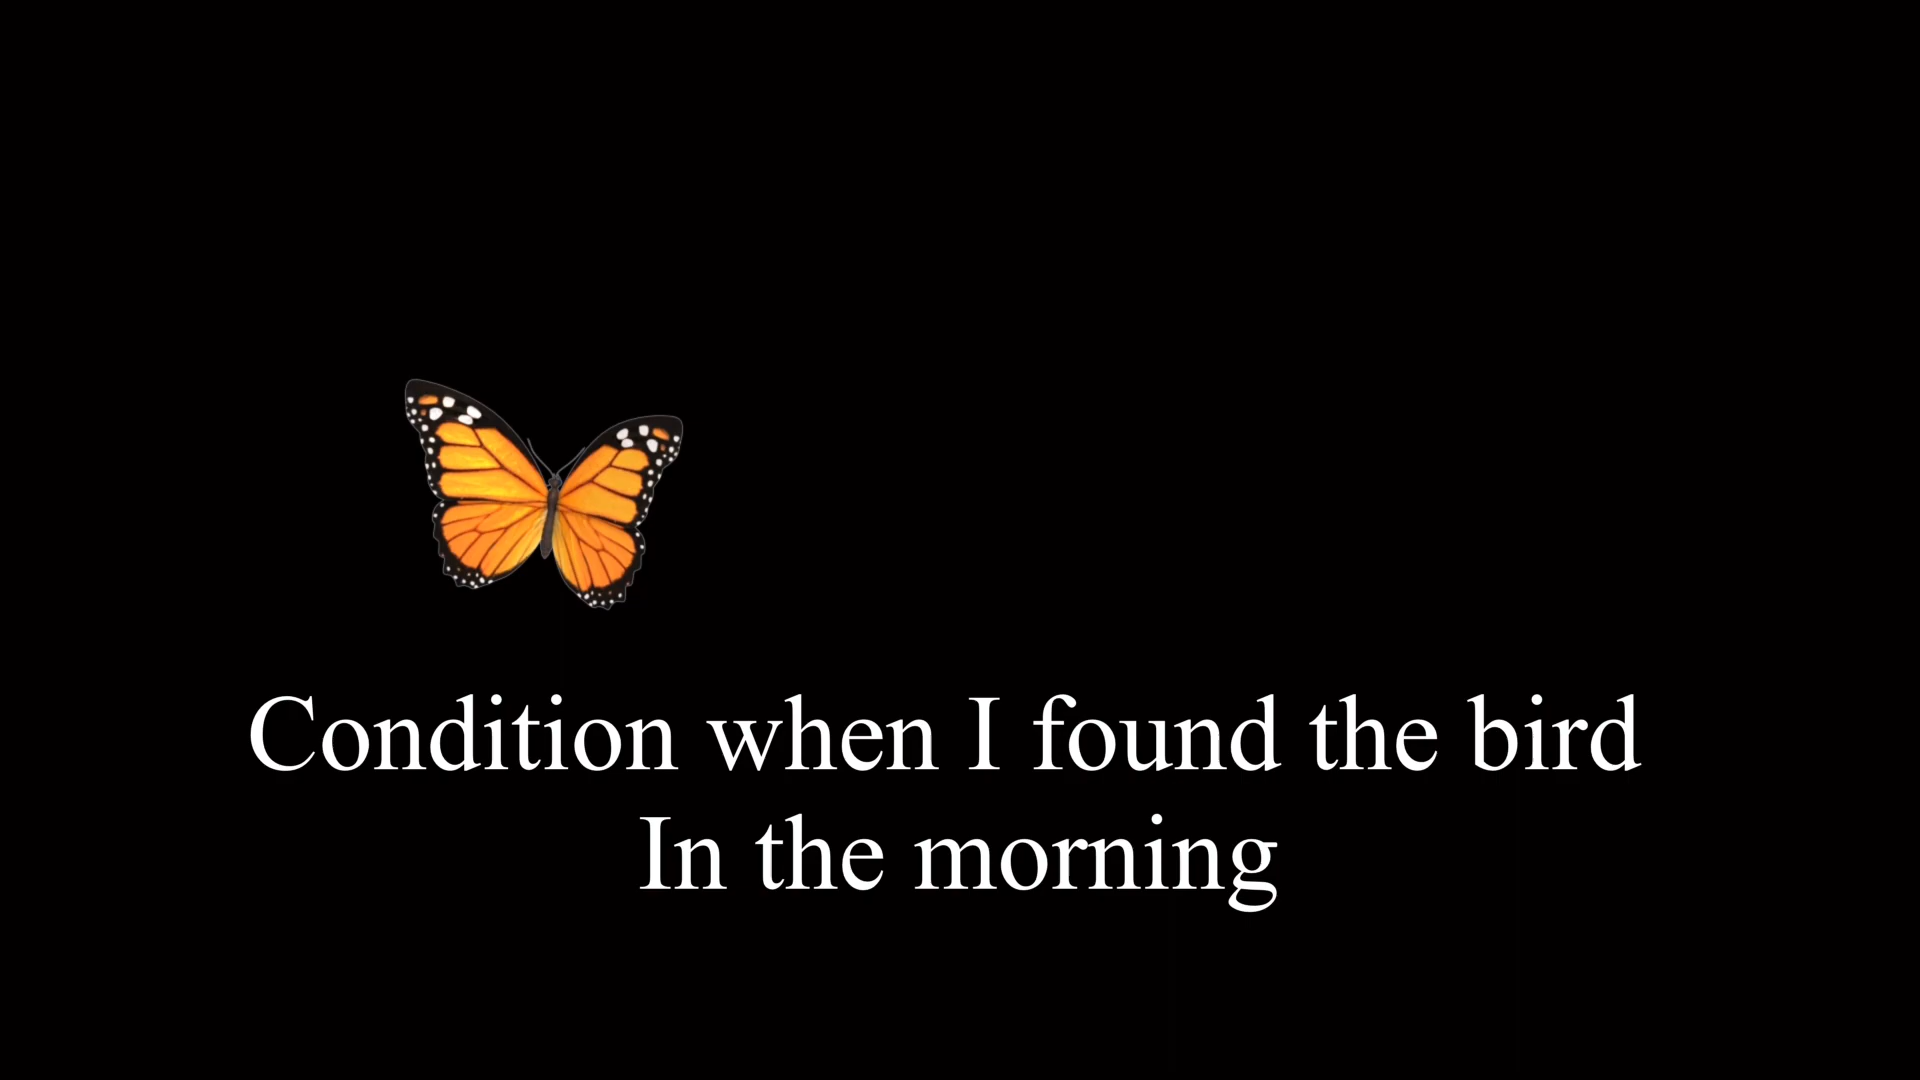 Condition when I found the bird
In the morning